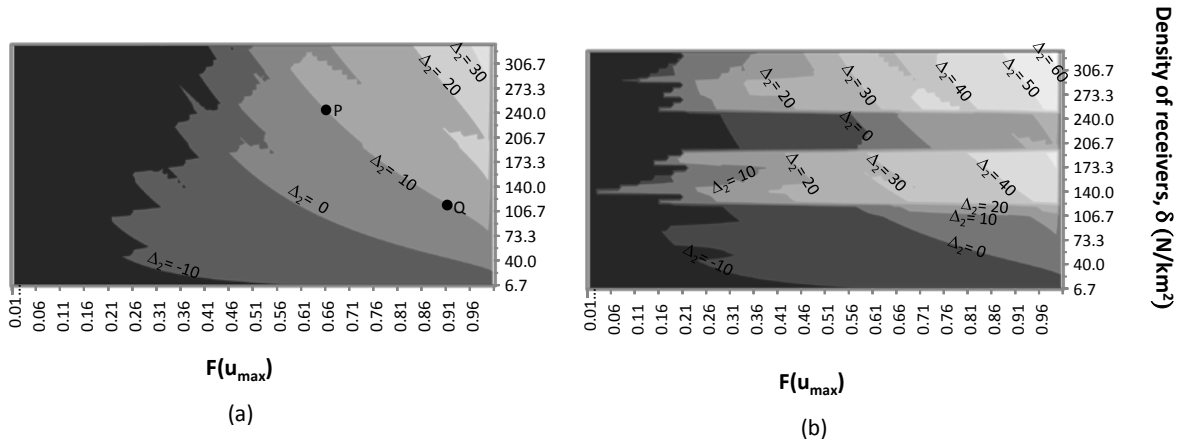 Δ₂= 30
Δ₂= 20
P
Δ₂= 10
Q
Δ₂= 0
Δ₂= -10
306.7
273.3
240.0
206.7
173.3
140.0
106.7
73.3
40.0
6.7
0.01...
0.06
0.11
0.16
0.21
0.26
0.31
0.36
0.41
0.46
0.51
0.56
0.61
0.66
0.71
0.76
0.81
0.86
0.91
0.96
F(uₘₐₓ)
(a)
Δ₂= 60
Δ₂= 50
Δ₂= 40
Δ₂= 30
Δ₂= 20
Δ₂= 0
Δ₂= 10
Δ₂= 20
Δ₂= 30
Δ₂= 40
Δ₂= 20
Δ₂= 10
Δ₂= 0
Δ₂= -10
306.7
273.3
240.0
206.7
173.3
140.0
106.7
73.3
40.0
6.7
0.01...
0.06
0.11
0.16
0.21
0.26
0.31
0.36
0.41
0.46
0.51
0.56
0.61
0.66
0.71
0.76
0.81
0.86
0.91
0.96
F(uₘₐₓ)
(b)
Density of receivers, δ (N/km²)